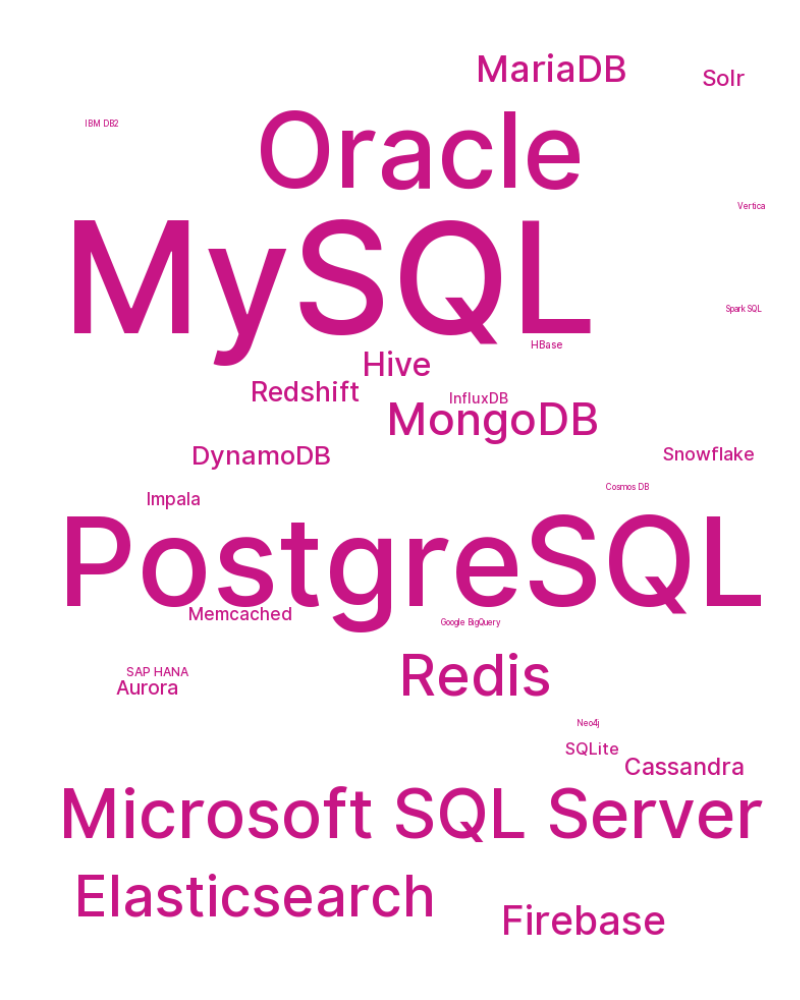 MariaDB
Solr
IBM DB2
Oracle
Vertica
MySQL
Spark SQL
HBase
Hive
Redshift
InfluxDB
MongoDB
DynamoDB
Snowflake
Cosmos DB
Impala
PostgreSQL
Memcached
Google BigQuery
SAP HANA
Redis
Aurora
Neo4j
SQLite
Cassandra
Microsoft SQL Server
Elasticsearch
Firebase